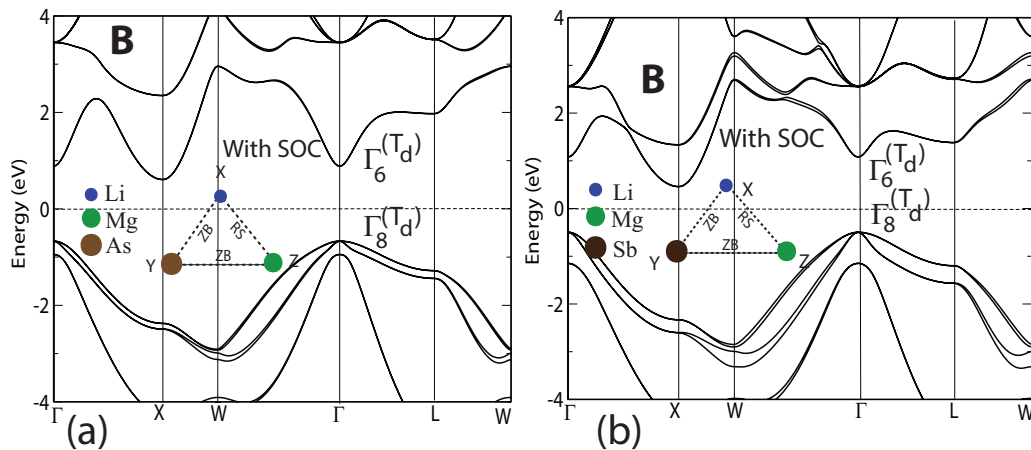 B
With SOC
Γ6(Td)
Γ8(Td)
X
ZB
RS
ZB
Y
Z
Li
Mg
As
Energy (eV)
4
2
0
-2
-4
Γ
X
W
Γ
L
W
(a)
B
With SOC
Γ6(Td)
Γ8(Td)
X
ZB
RS
ZB
Y
Z
Li
Mg
Sb
Energy (eV)
4
2
0
-2
-4
Γ
X
W
Γ
L
W
(b)